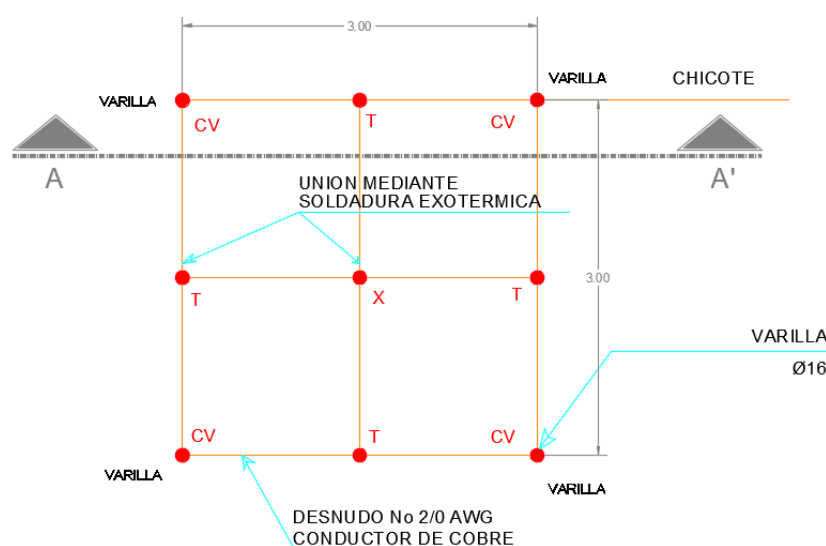 3.00
VARILLA
CHICOTE
VARILLA
CV
T
CV
A
A'
UNION MEDIANTE
SOLDADURA EXOTERMICA
3.00
T
X
T
VARILLA
Ø16
CV
T
CV
VARILLA
VARILLA
DESNUDO No 2/0 AWG
CONDUCTOR DE COBRE